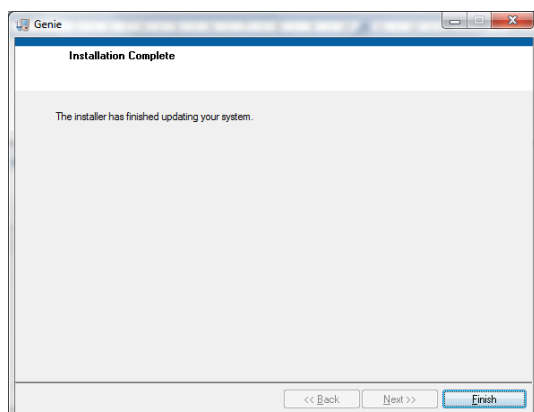 Genie
Installation Complete
The installer has finished updating your system.
<< Back Next >> Finish